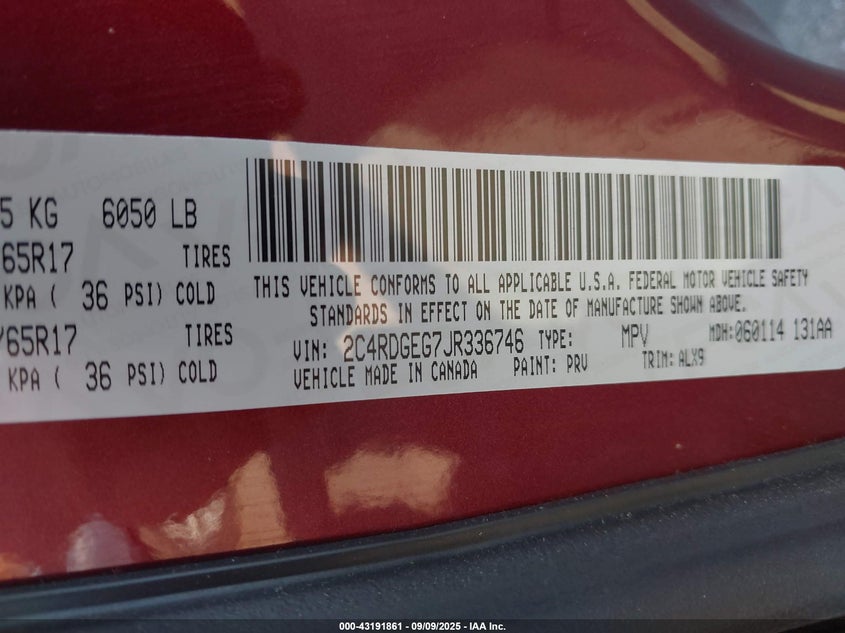 5 KG 6050 LB
65R17 TIRES
KPA ( 36 PSI) COLD
/65R17 TIRES
KPA ( 36 PSI) COLD
THIS VEHICLE CONFORMS TO ALL APPLICABLE U.S.A. FEDERAL MOTOR VEHICLE SAFETY
STANDARDS IN EFFECT ON THE DATE OF MANUFACTURE SHOWN ABOVE.
VIN: 2C4RDGEG7JR336746 TYPE: MPV MDH: 060114 131AA
VEHICLE MADE IN CANADA PAINT: PRV TRIM: ALX9
000-43191861 - 09/09/2025 - IAA Inc.